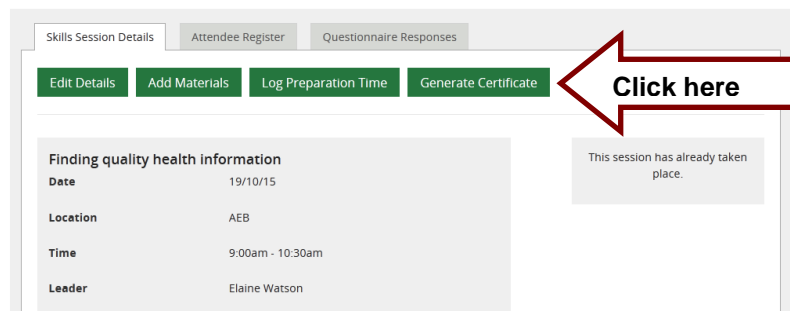 Skills Session Details Attendee Register Questionnaire Responses
Edit Details Add Materials Log Preparation Time Generate Certificate Click here
Finding quality health information
This session has already taken
place.
Date 19/10/15
Location AEB
Time 9:00am - 10:30am
Leader Elaine Watson